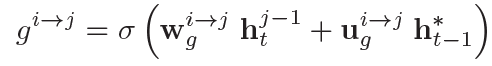 g^{i→j} = σ ( w_g^{i→j} h_t^{j−1} + u_g^{i→j} h_{t−1}^* )